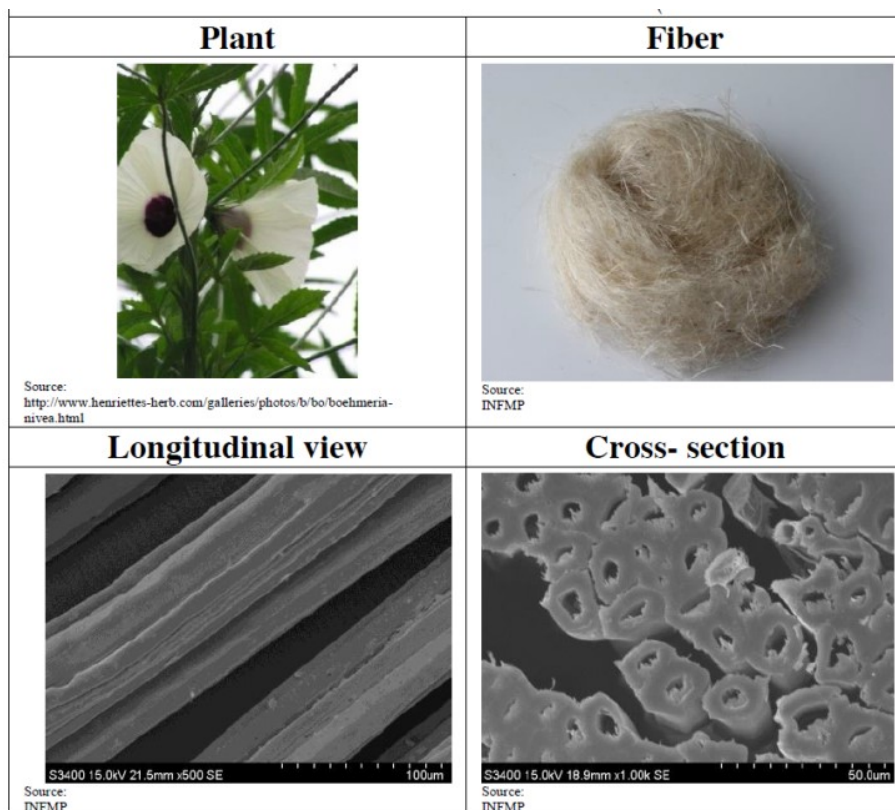 Plant
Fiber
Source:
http://www.henriettes-herb.com/galleries/photos/b/bo/boehmeria-
nivea.html
Source:
INFMP
Longitudinal view
Cross- section
S3400 15.0kV 21.5mm x500 SE
100um
S3400 15.0kV 18.9mm x1.00k SE
50.0um
Source:
INFMP
Source:
INFMP